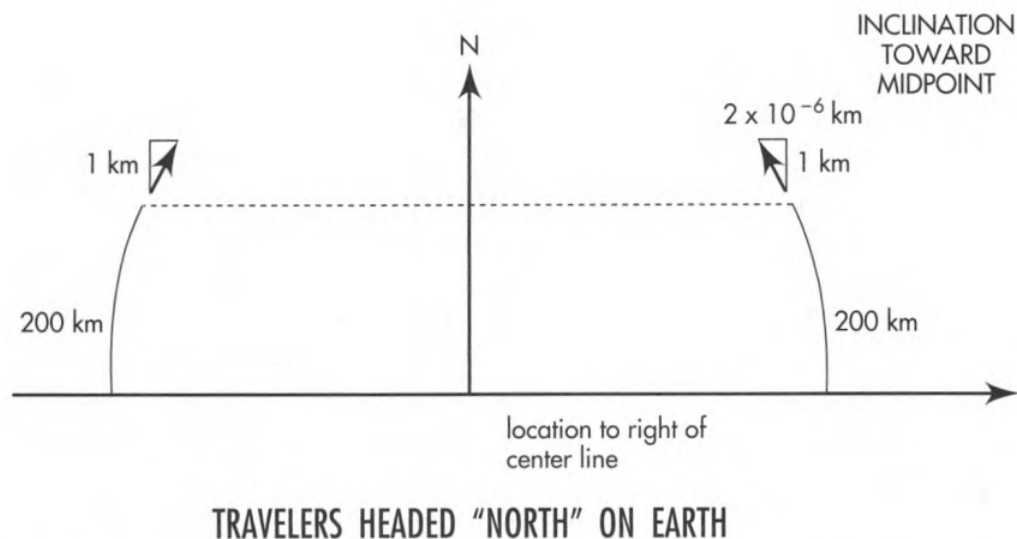 INCLINATION
TOWARD
MIDPOINT
N
2 x 10⁻⁶ km
1 km
1 km
200 km
200 km
location to right of
center line
TRAVELERS HEADED "NORTH" ON EARTH